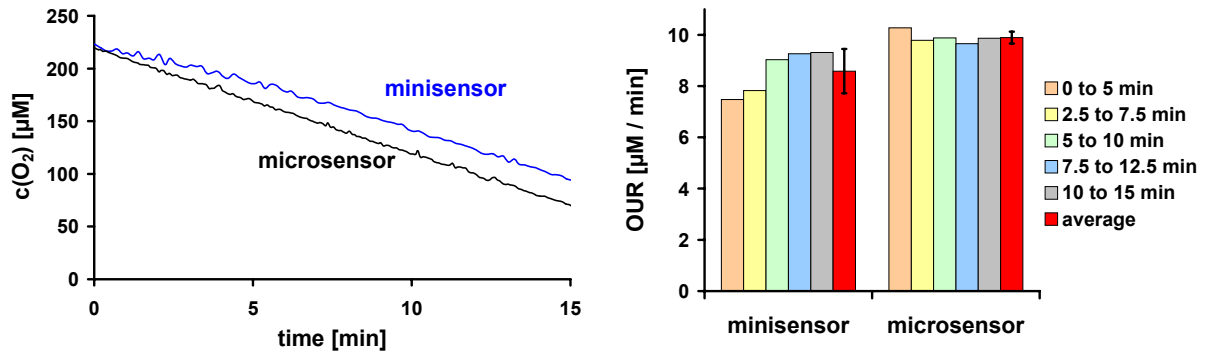 250
200
150
100
50
0
c(O₂) [µM]
minisensor
microsensor
0
5
10
15
time [min]
10
8
6
4
2
0
OUR [µM / min]
minisensor
microsensor
0 to 5 min
2.5 to 7.5 min
5 to 10 min
7.5 to 12.5 min
10 to 15 min
average